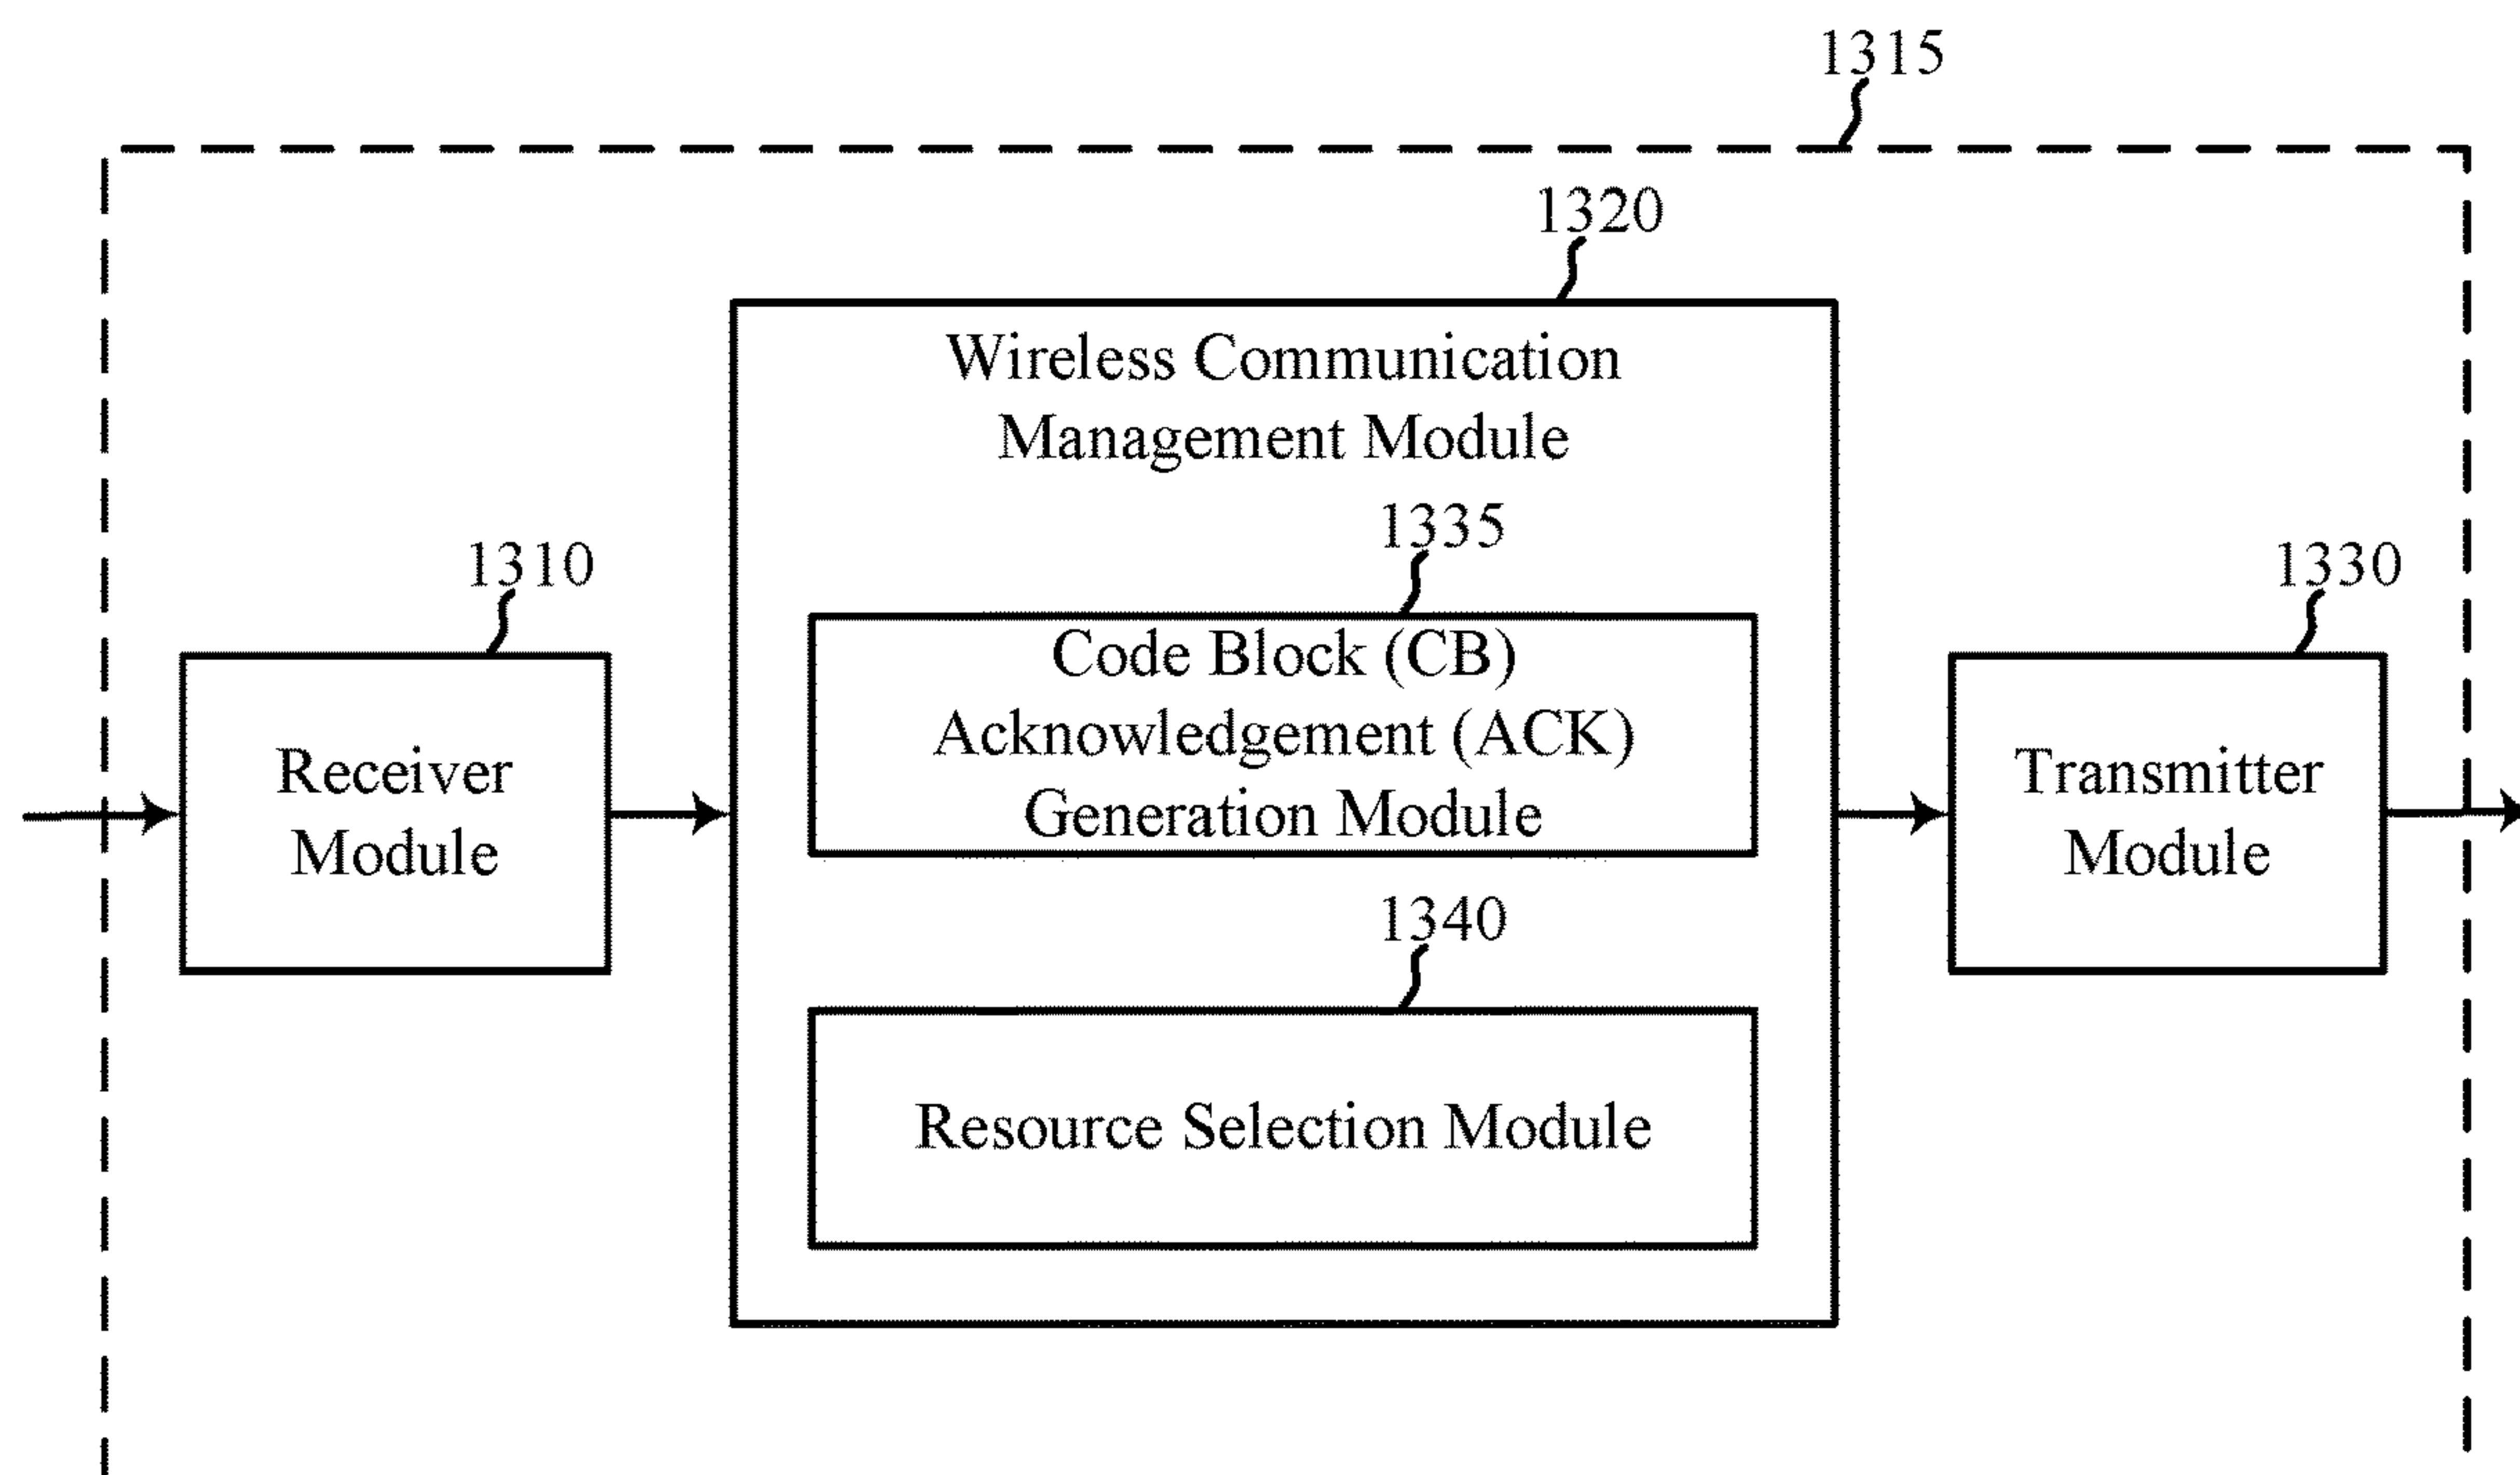 1315
1320
Wireless Communication
Management Module
1335
1310
1330
Code Block (CB)
Acknowledgement (ACK)
Generation Module
Receiver
Module
Transmitter
Module
1340
Resource Selection Module